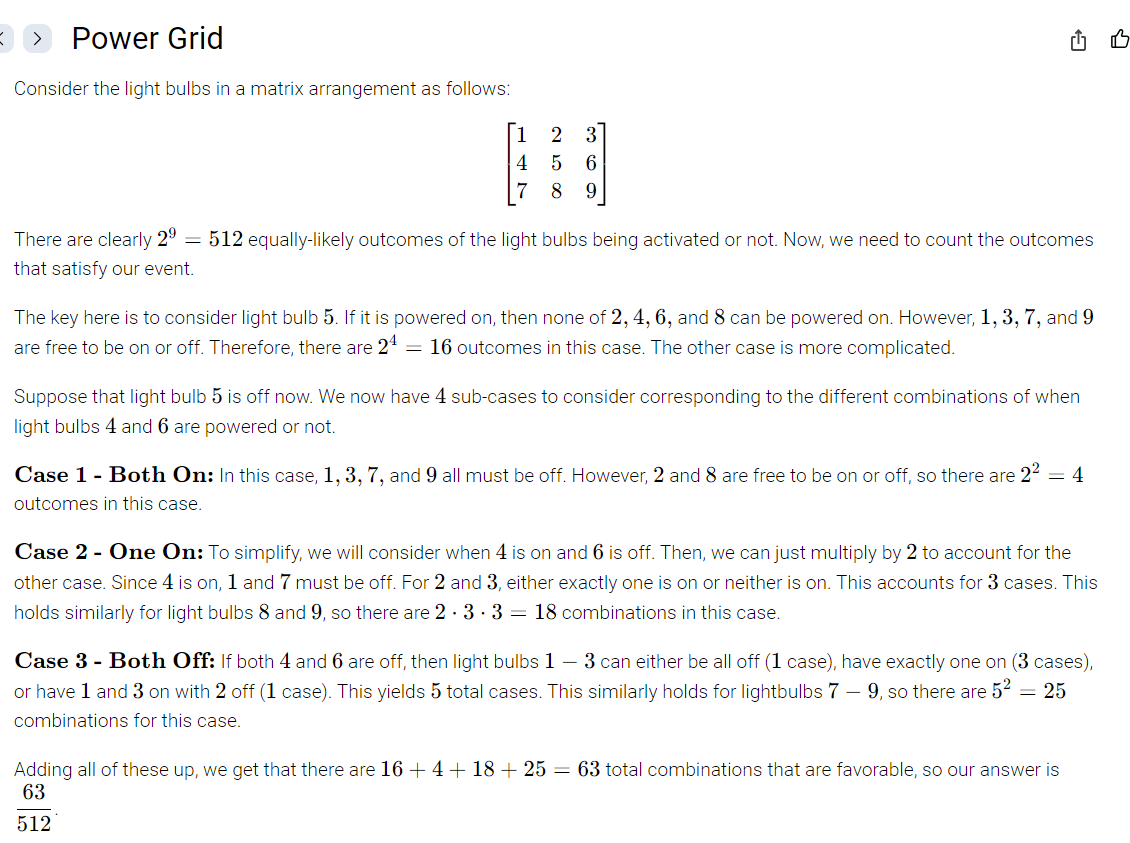 Power Grid
Consider the light bulbs in a matrix arrangement as follows:
1 2 3
4 5 6
7 8 9
There are clearly 2⁹ = 512 equally-likely outcomes of the light bulbs being activated or not. Now, we need to count the outcomes
that satisfy our event.
The key here is to consider light bulb 5. If it is powered on, then none of 2, 4, 6, and 8 can be powered on. However, 1, 3, 7, and 9
are free to be on or off. Therefore, there are 2⁴ = 16 outcomes in this case. The other case is more complicated.
Suppose that light bulb 5 is off now. We now have 4 sub-cases to consider corresponding to the different combinations of when
light bulbs 4 and 6 are powered or not.
Case 1 - Both On: In this case, 1, 3, 7, and 9 all must be off. However, 2 and 8 are free to be on or off, so there are 2² = 4
outcomes in this case.
Case 2 - One On: To simplify, we will consider when 4 is on and 6 is off. Then, we can just multiply by 2 to account for the
other case. Since 4 is on, 1 and 7 must be off. For 2 and 3, either exactly one is on or neither is on. This accounts for 3 cases. This
holds similarly for light bulbs 8 and 9, so there are 2 · 3 · 3 = 18 combinations in this case.
Case 3 - Both Off: If both 4 and 6 are off, then light bulbs 1 − 3 can either be all off (1 case), have exactly one on (3 cases),
or have 1 and 3 on with 2 off (1 case). This yields 5 total cases. This similarly holds for lightbulbs 7 − 9, so there are 5² = 25
combinations for this case.
Adding all of these up, we get that there are 16 + 4 + 18 + 25 = 63 total combinations that are favorable, so our answer is
63
512.